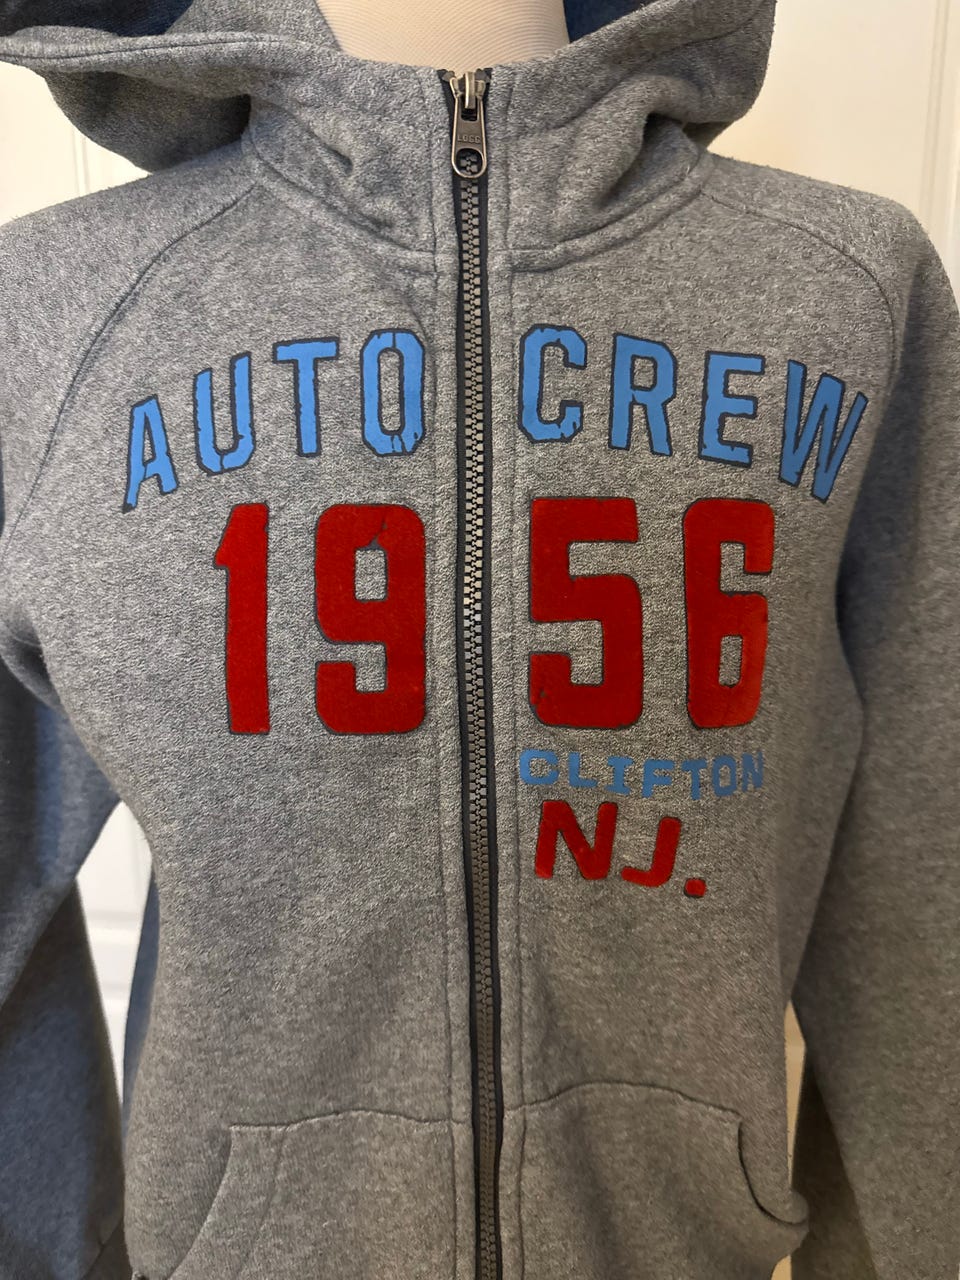 AUTO CREW
1956
CLIFTON
NJ.